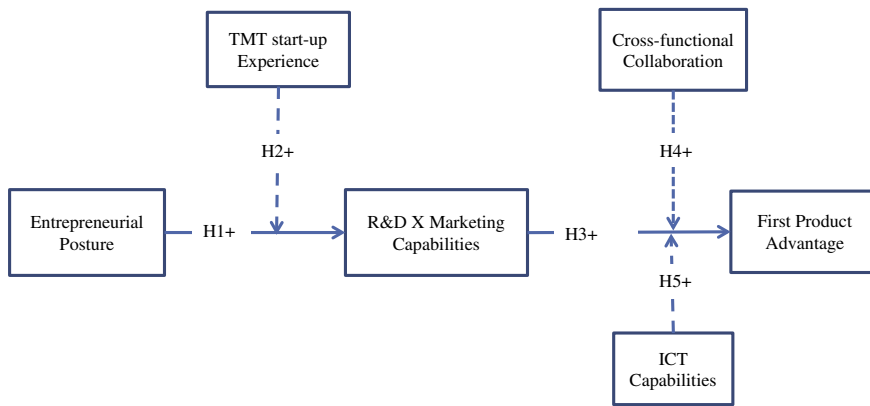 TMT start-up
Experience
Cross-functional
Collaboration
H2+
H4+
Entrepreneurial
Posture
H1+
R&D X Marketing
Capabilities
H3+
First Product
Advantage
H5+
ICT
Capabilities